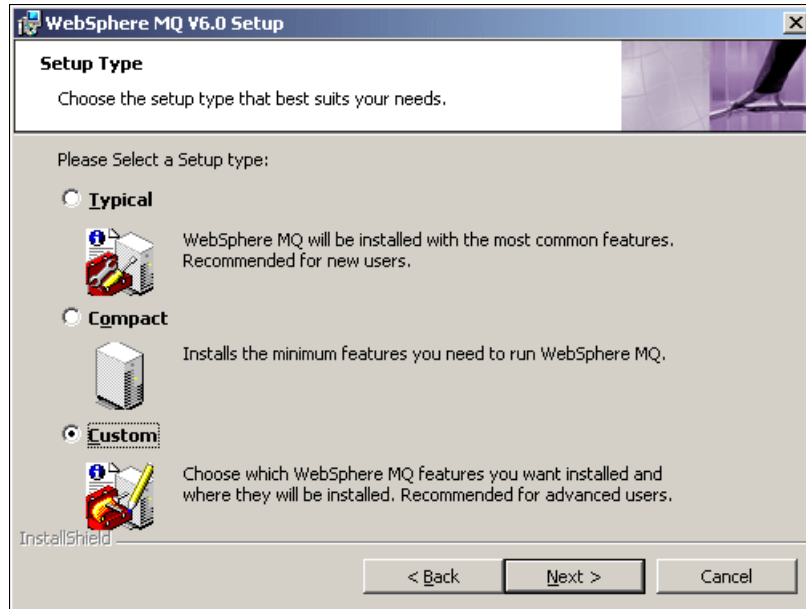 WebSphere MQ V6.0 Setup
Setup Type
Choose the setup type that best suits your needs.
Please Select a Setup type:
Typical
WebSphere MQ will be installed with the most common features.
Recommended for new users.
Compact
Installs the minimum features you need to run WebSphere MQ.
Custom
Choose which WebSphere MQ features you want installed and
where they will be installed. Recommended for advanced users.
InstallShield
< Back Next > Cancel